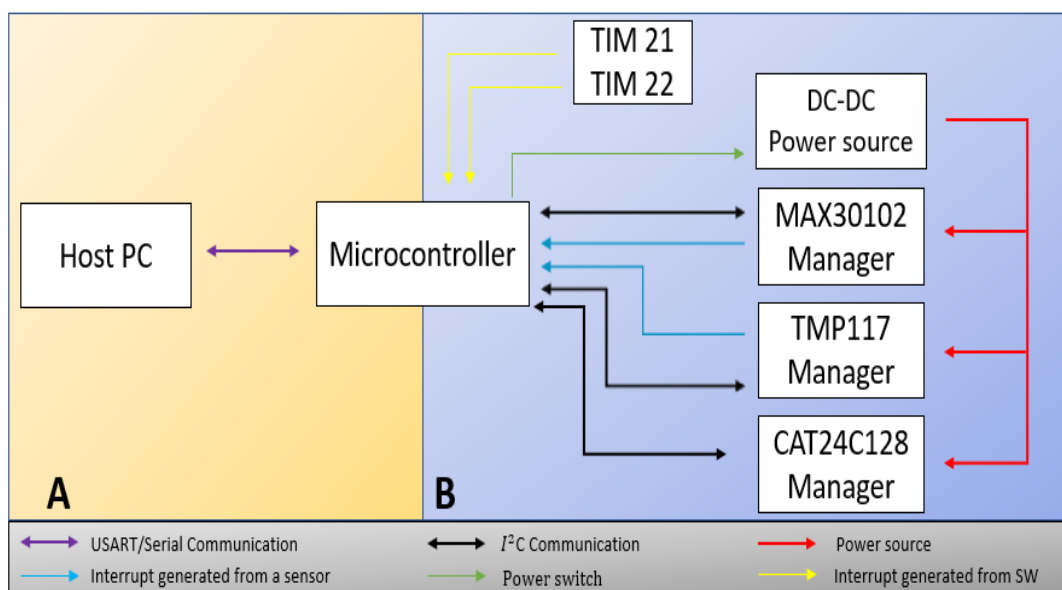 TIM 21
TIM 22
DC-DC
Power source
Host PC
Microcontroller
MAX30102
Manager
TMP117
Manager
CAT24C128
Manager
A
B
USART/Serial Communication
I²C Communication
Power source
Interrupt generated from a sensor
Power switch
Interrupt generated from SW